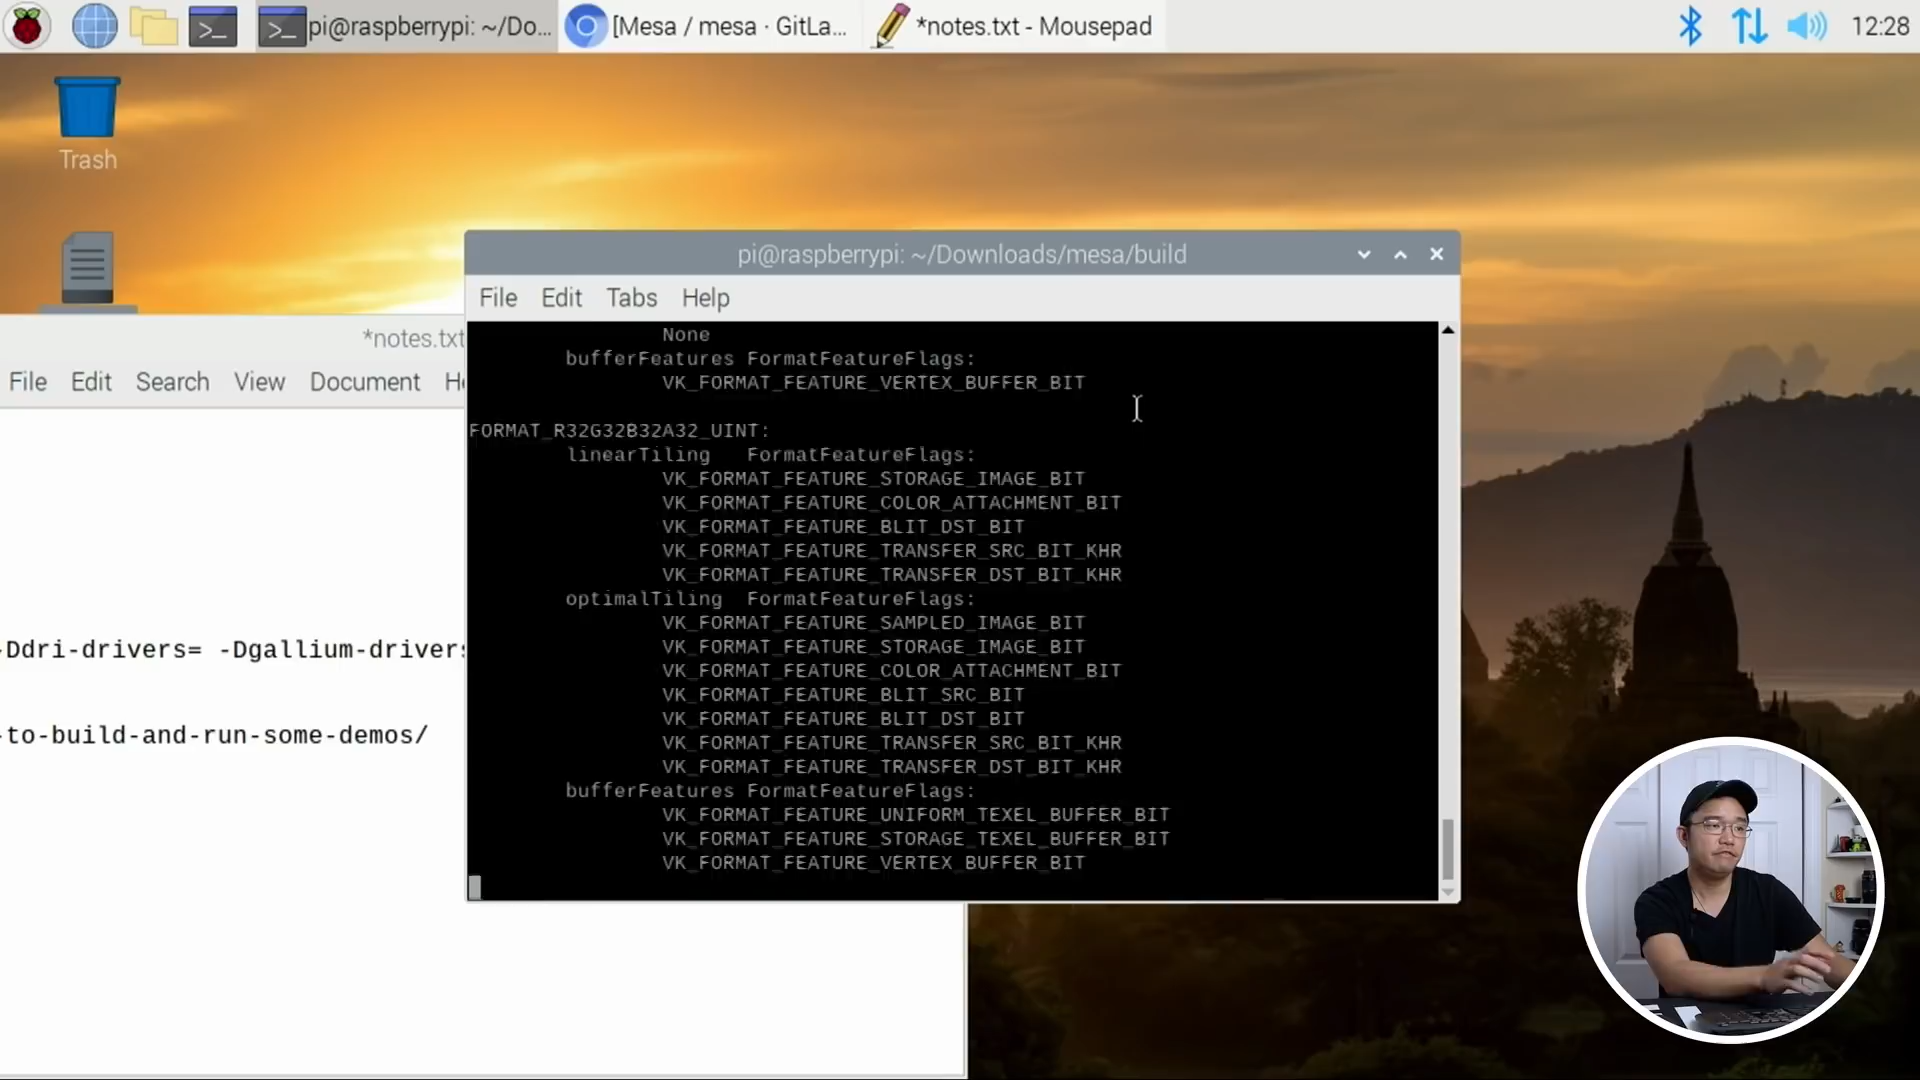 pi@raspberrypi: ~/Do...
[Mesa / mesa · GitLa...
*notes.txt - Mousepad
12:28
Trash
*notes.txt
File Edit Search View Document He
-Ddri-drivers= -Dgallium-drivers
-to-build-and-run-some-demos/
pi@raspberrypi: ~/Downloads/mesa/build
File Edit Tabs Help
None
bufferFeatures FormatFeatureFlags:
VK_FORMAT_FEATURE_VERTEX_BUFFER_BIT
FORMAT_R32G32B32A32_UINT:
linearTiling FormatFeatureFlags:
VK_FORMAT_FEATURE_STORAGE_IMAGE_BIT
VK_FORMAT_FEATURE_COLOR_ATTACHMENT_BIT
VK_FORMAT_FEATURE_BLIT_DST_BIT
VK_FORMAT_FEATURE_TRANSFER_SRC_BIT_KHR
VK_FORMAT_FEATURE_TRANSFER_DST_BIT_KHR
optimalTiling FormatFeatureFlags:
VK_FORMAT_FEATURE_SAMPLED_IMAGE_BIT
VK_FORMAT_FEATURE_STORAGE_IMAGE_BIT
VK_FORMAT_FEATURE_COLOR_ATTACHMENT_BIT
VK_FORMAT_FEATURE_BLIT_SRC_BIT
VK_FORMAT_FEATURE_BLIT_DST_BIT
VK_FORMAT_FEATURE_TRANSFER_SRC_BIT_KHR
VK_FORMAT_FEATURE_TRANSFER_DST_BIT_KHR
bufferFeatures FormatFeatureFlags:
VK_FORMAT_FEATURE_UNIFORM_TEXEL_BUFFER_BIT
VK_FORMAT_FEATURE_STORAGE_TEXEL_BUFFER_BIT
VK_FORMAT_FEATURE_VERTEX_BUFFER_BIT